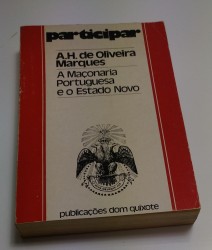 participar
A.H. de Oliveira
Marques
A Maçonaria
Portuguesa
e o Estado Novo
publicações dom quixote